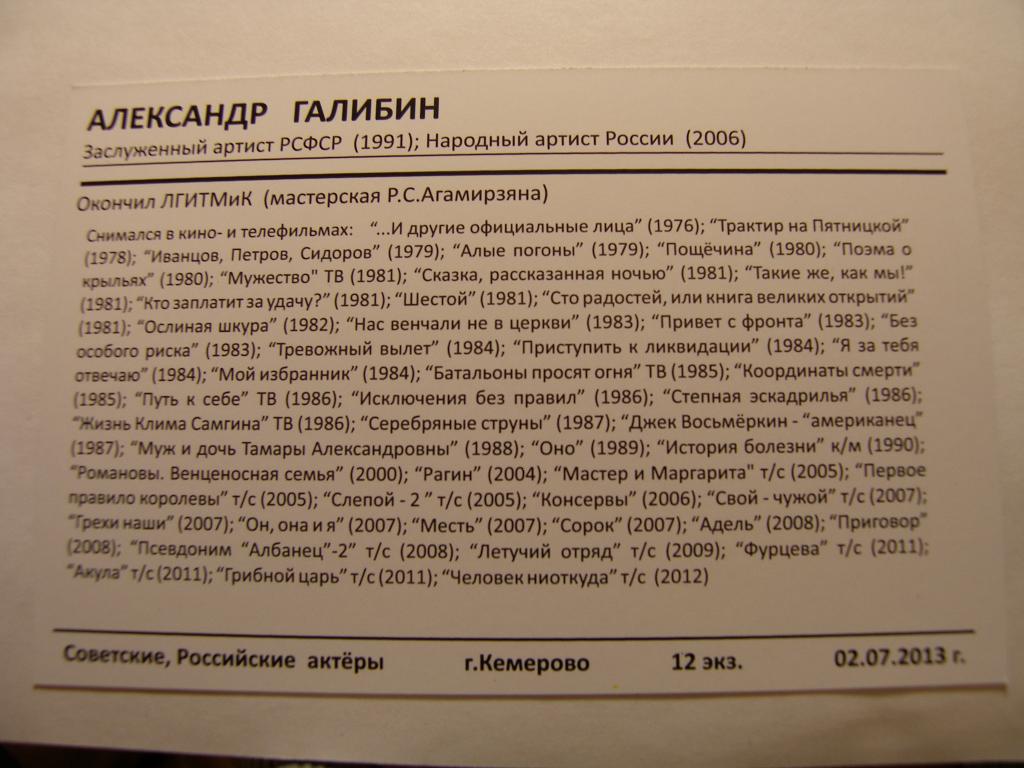 АЛЕКСАНДР ГАЛИБИН
Заслуженный артист РСФСР (1991); Народный артист России (2006)
Окончил ЛГИТМиК (мастерская Р.С.Агамирзяна)
Снимался в кино- и телефильмах: “...И другие официальные лица” (1976); “Трактир на Пятницкой”
(1978); “Иванцов, Петров, Сидоров” (1979); “Алые погоны” (1979); “Пощёчина” (1980); “Поэма о
крыльях” (1980); “Мужество" ТВ (1981); “Сказка, рассказанная ночью” (1981); “Такие же, как мы!”
(1981); “Кто заплатит за удачу?” (1981); “Шестой” (1981); “Сто радостей, или книга великих открытий”
(1981); “Ослиная шкура” (1982); “Нас венчали не в церкви” (1983); “Привет с фронта” (1983); “Без
особого риска” (1983); “Тревожный вылет” (1984); “Приступить к ликвидации” (1984); “Я за тебя
отвечаю” (1984); “Мой избранник” (1984); “Батальоны просят огня” ТВ (1985); “Координаты смерти”
(1985); “Путь к себе” ТВ (1986); “Исключения без правил” (1986); “Степная эскадрилья” (1986);
“Жизнь Клима Самгина” ТВ (1986); “Серебряные струны” (1987); “Джек Восьмёркин - “американец”
(1987); “Муж и дочь Тамары Александровны” (1988); “Оно” (1989); “История болезни” к/м (1990);
“Романовы. Венценосная семья” (2000); “Рагин” (2004); “Мастер и Маргарита" т/с (2005); “Первое
правило королевы” т/с (2005); “Слепой - 2 ” т/с (2005); “Консервы” (2006); “Свой - чужой” т/с (2007);
“Грехи наши” (2007); “Он, она и я” (2007); “Месть” (2007); “Сорок” (2007); “Адель” (2008); “Приговор”
(2008); “Псевдоним “Албанец”-2” т/с (2008); “Летучий отряд” т/с (2009); “Фурцева” т/с (2011);
“Акула” т/с (2011); “Грибной царь” т/с (2011); “Человек ниоткуда” т/с (2012)
Советские, Российские актёры г.Кемерово 12 экз. 02.07.2013 г.